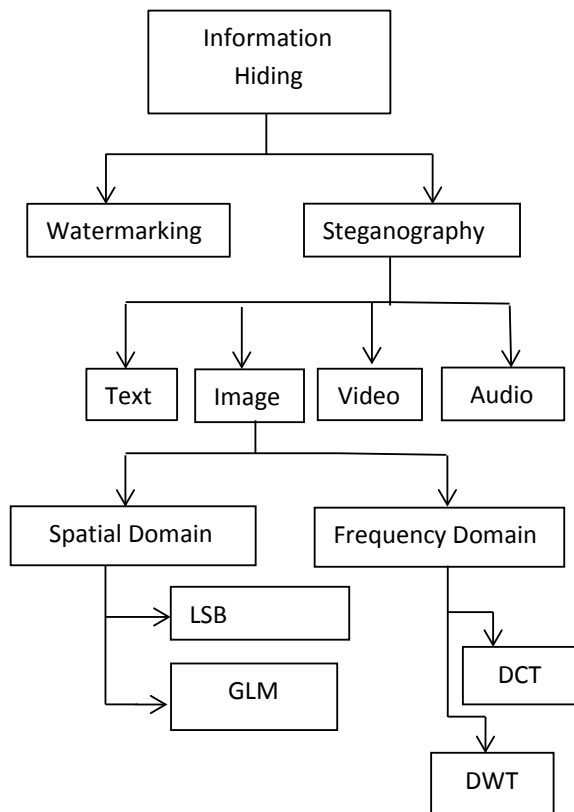 Information
Hiding
Watermarking
Steganography
Text
Image
Video
Audio
Spatial Domain
Frequency Domain
LSB
DCT
GLM
DWT